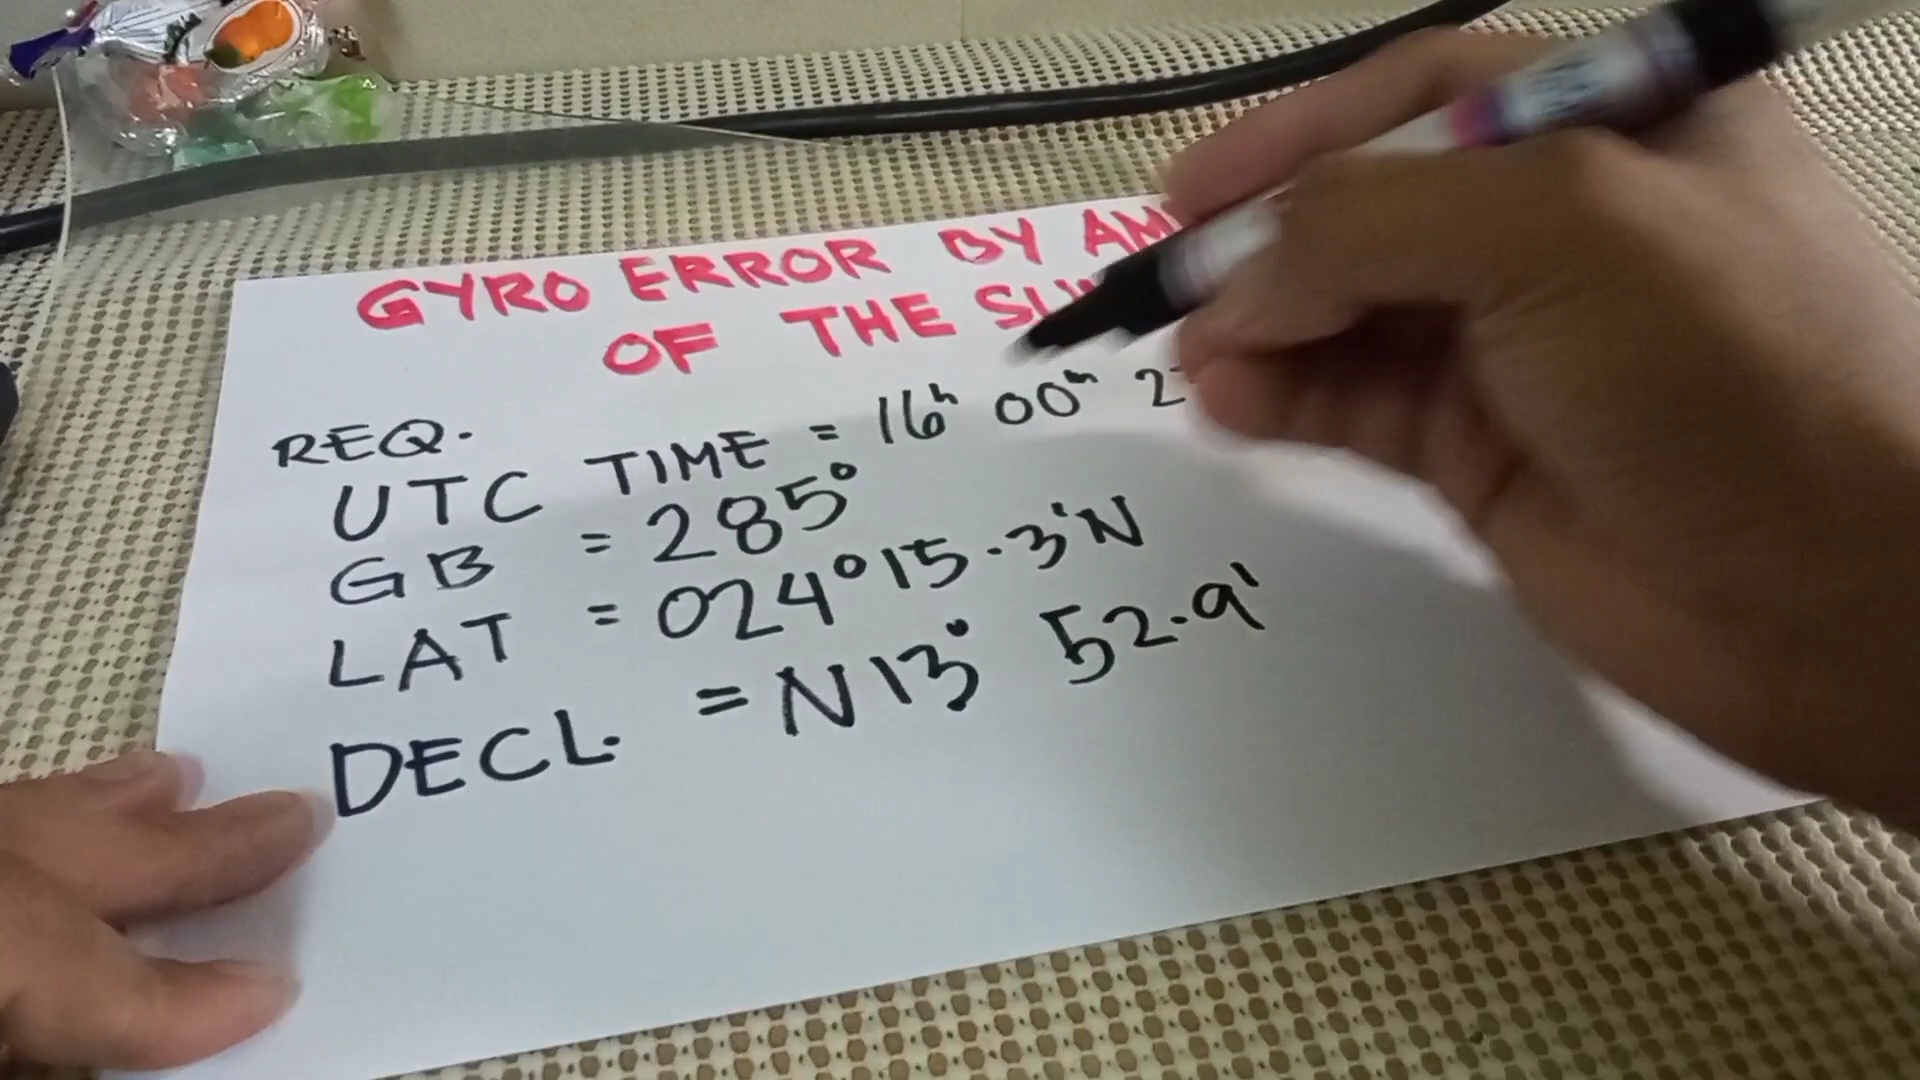 GYRO ERROR BY
OF THE
REQ.
UTC TIME = 16h 00m
GB = 285°
LAT = 024° 15.3'N
DECL. = N 13° 52.9'